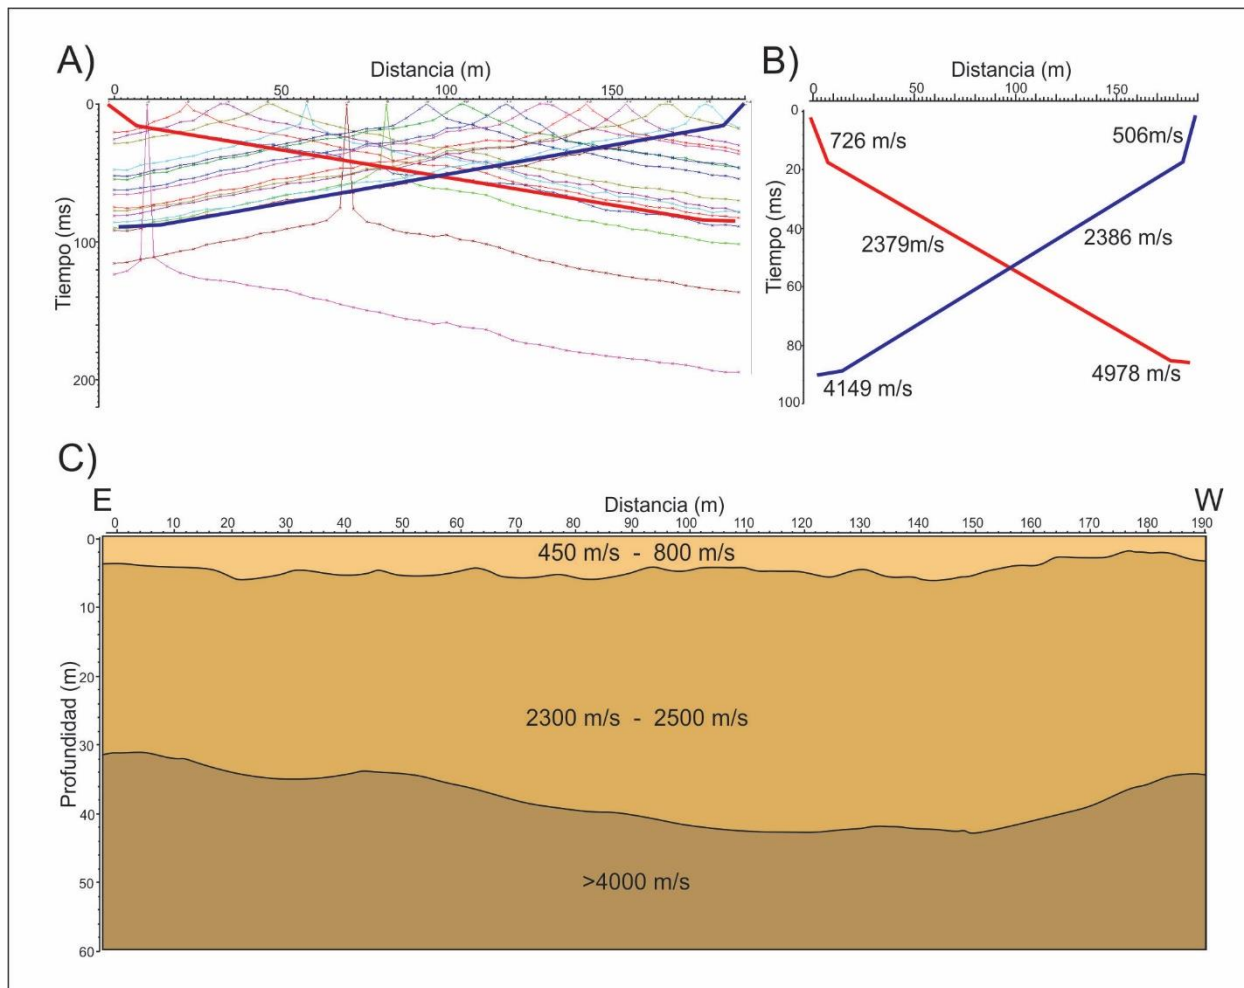 A)
Distancia (m)
0 50 100 150
Tiempo (ms)
0
100
200
B)
Distancia (m)
0 50 100 150
Tiempo (ms)
0
20
40
60
80
100
726 m/s
506m/s
2379m/s
2386 m/s
4149 m/s
4978 m/s
C)
E
W
Distancia (m)
0 10 20 30 40 50 60 70 80 90 100 110 120 130 140 150 160 170 180 190
Profundidad (m)
0
10
20
30
40
50
60
450 m/s - 800 m/s
2300 m/s - 2500 m/s
>4000 m/s